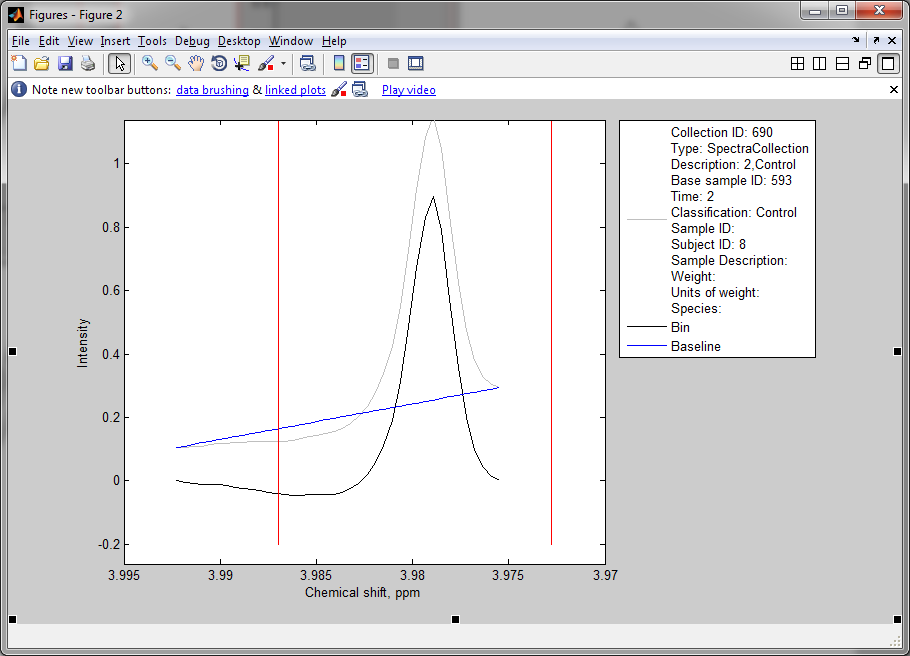 Figures - Figure 2
File Edit View Insert Tools Debug Desktop Window Help
Note new toolbar buttons: data brushing & linked plots Play video
Collection ID: 690
Type: SpectraCollection
Description: 2,Control
Base sample ID: 593
Time: 2
Classification: Control
Sample ID:
Subject ID: 8
Sample Description:
Weight:
Units of weight:
Species:
Bin
Baseline
1
0.8
0.6
0.4
0.2
0
-0.2
Intensity
3.995 3.99 3.985 3.98 3.975 3.97
Chemical shift, ppm